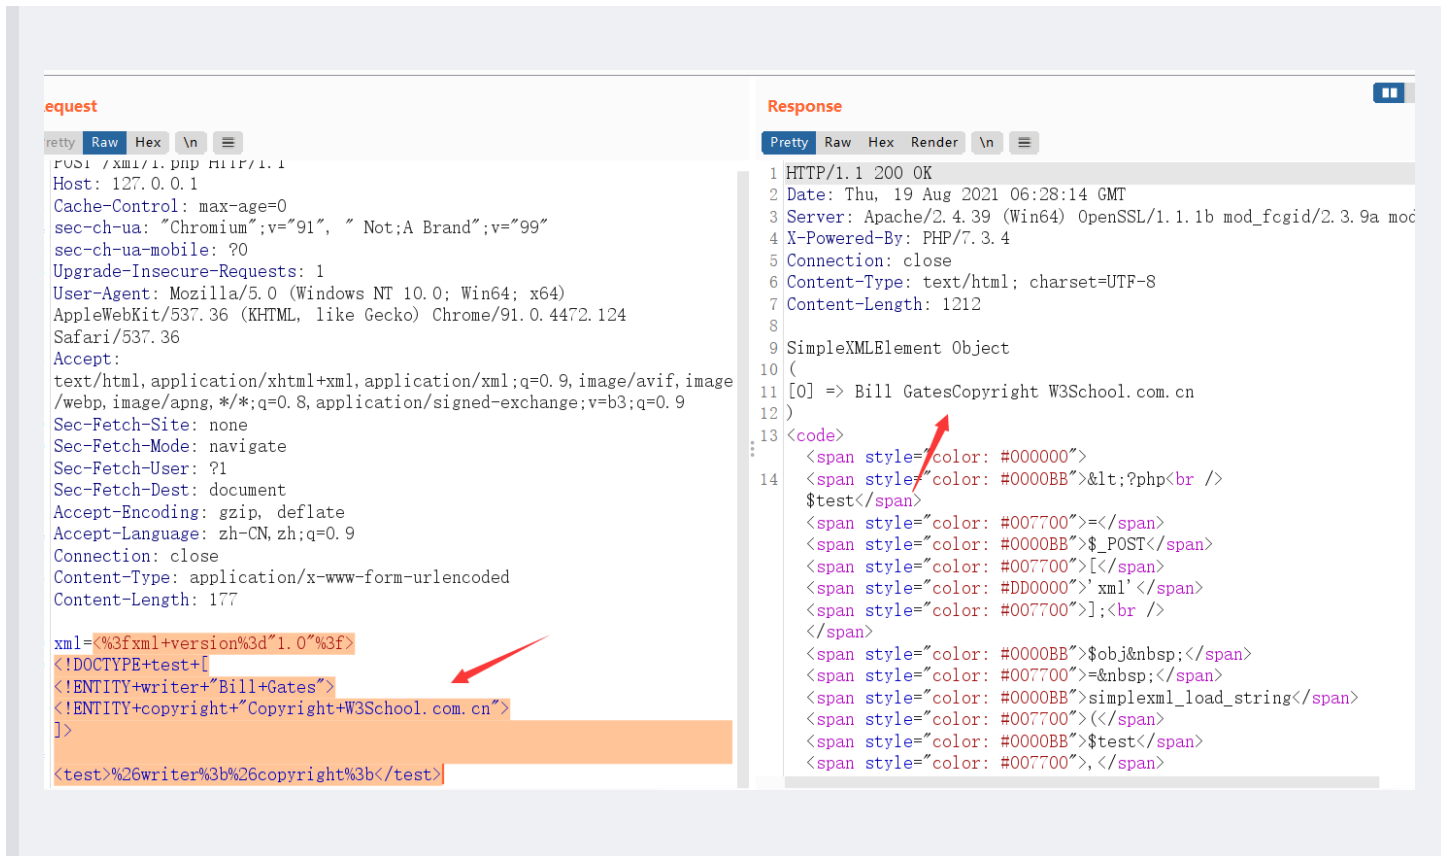 equest
retty Raw Hex \n
POST /xml/1.php HTTP/1.1
Host: 127.0.0.1
Cache-Control: max-age=0
sec-ch-ua: "Chromium";v="91", " Not;A Brand";v="99"
sec-ch-ua-mobile: ?0
Upgrade-Insecure-Requests: 1
User-Agent: Mozilla/5.0 (Windows NT 10.0; Win64; x64)
AppleWebKit/537.36 (KHTML, like Gecko) Chrome/91.0.4472.124
Safari/537.36
Accept:
text/html,application/xhtml+xml,application/xml;q=0.9,image/avif,image
/webp,image/apng,*/*;q=0.8,application/signed-exchange;v=b3;q=0.9
Sec-Fetch-Site: none
Sec-Fetch-Mode: navigate
Sec-Fetch-User: ?1
Sec-Fetch-Dest: document
Accept-Encoding: gzip, deflate
Accept-Language: zh-CN,zh;q=0.9
Connection: close
Content-Type: application/x-www-form-urlencoded
Content-Length: 177
xml=<%3fxml+version%3d"1.0"%3f>
<!DOCTYPE+test+[
<!ENTITY+writer+"Bill+Gates">
<!ENTITY+copyright+"Copyright+W3School.com.cn">
]>
<test>%26writer%3b%26copyright%3b</test>
Response
Pretty Raw Hex Render \n
1 HTTP/1.1 200 OK
2 Date: Thu, 19 Aug 2021 06:28:14 GMT
3 Server: Apache/2.4.39 (Win64) OpenSSL/1.1.1b mod_fcgid/2.3.9a mod
4 X-Powered-By: PHP/7.3.4
5 Connection: close
6 Content-Type: text/html; charset=UTF-8
7 Content-Length: 1212
8
9 SimpleXMLElement Object
10 (
11 [0] => Bill GatesCopyright W3School.com.cn
12 )
13 <code>
<span style="color: #000000">
14 <span style="color: #0000BB">&lt;?php<br />
$test</span>
<span style="color: #007700">=</span>
<span style="color: #0000BB">$_POST</span>
<span style="color: #007700">[</span>
<span style="color: #DD0000">'xml'</span>
<span style="color: #007700">];<br />
</span>
<span style="color: #0000BB">$obj&nbsp;</span>
<span style="color: #007700">=&nbsp;</span>
<span style="color: #0000BB">simplexml_load_string</span>
<span style="color: #007700">(</span>
<span style="color: #0000BB">$test</span>
<span style="color: #007700">,</span>